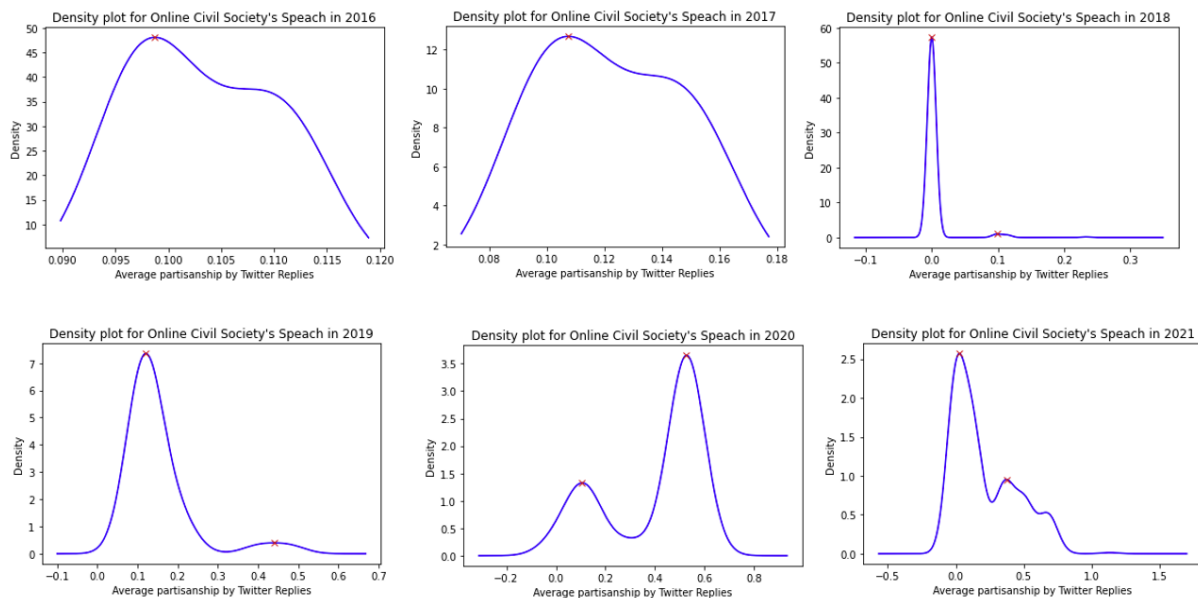 Density plot for Online Civil Society's Speach in 2016
50
45
40
35
30
25
20
15
10
Density
0.090 0.095 0.100 0.105 0.110 0.115 0.120
Average partisanship by Twitter Replies
Density plot for Online Civil Society's Speach in 2017
12
10
8
6
4
2
Density
0.08 0.10 0.12 0.14 0.16 0.18
Average partisanship by Twitter Replies
Density plot for Online Civil Society's Speach in 2018
60
50
40
30
20
10
0
Density
−0.1 0.0 0.1 0.2 0.3
Average partisanship by Twitter Replies
Density plot for Online Civil Society's Speach in 2019
7
6
5
4
3
2
1
0
Density
−0.1 0.0 0.1 0.2 0.3 0.4 0.5 0.6 0.7
Average partisanship by Twitter Replies
Density plot for Online Civil Society's Speach in 2020
3.5
3.0
2.5
2.0
1.5
1.0
0.5
0.0
Density
−0.2 0.0 0.2 0.4 0.6 0.8
Average partisanship by Twitter Replies
Density plot for Online Civil Society's Speach in 2021
2.5
2.0
1.5
1.0
0.5
0.0
Density
−0.5 0.0 0.5 1.0 1.5
Average partisanship by Twitter Replies